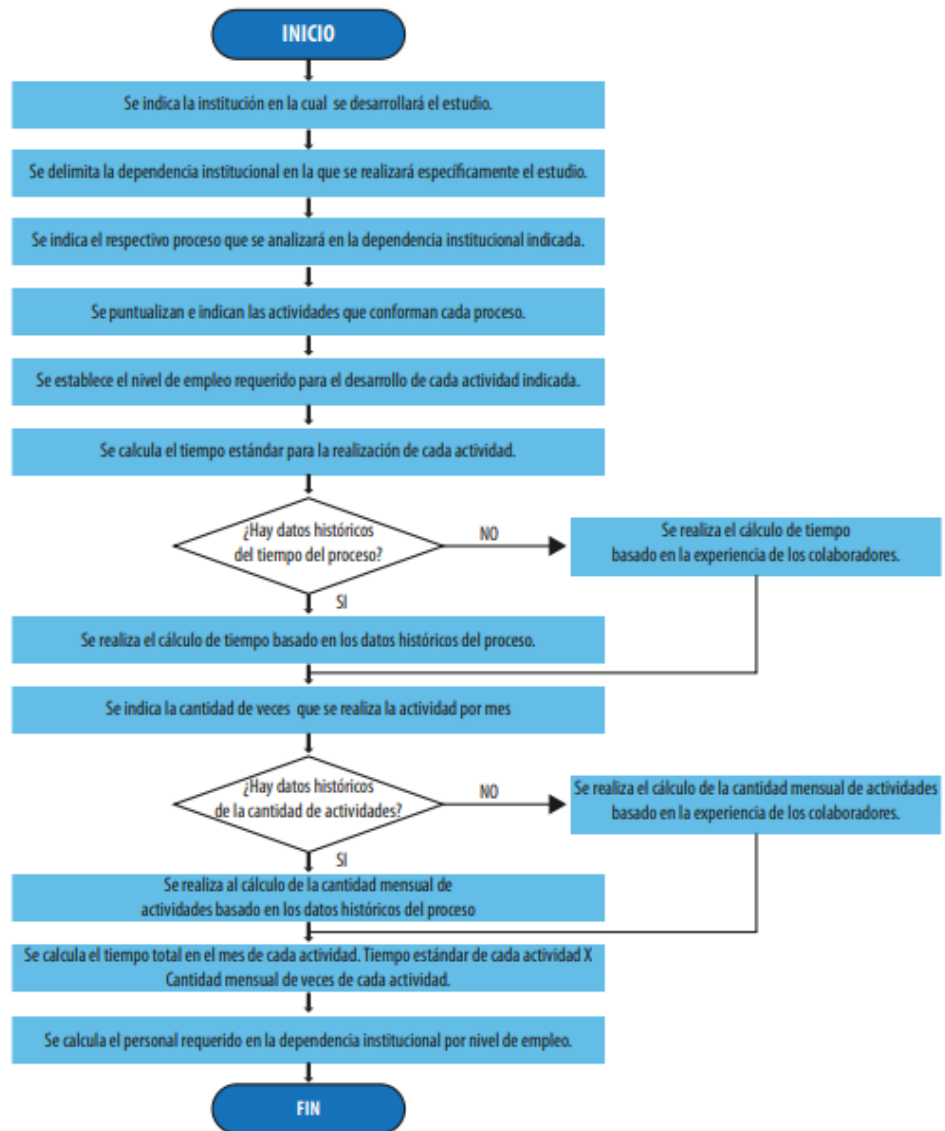 INICIO
Se indica la institución en la cual se desarrollará el estudio.
Se delimita la dependencia institucional en la que se realizará específicamente el estudio.
Se indica el respectivo proceso que se analizará en la dependencia institucional indicada.
Se puntualizan e indican las actividades que conforman cada proceso.
Se establece el nivel de empleo requerido para el desarrollo de cada actividad indicada.
Se calcula el tiempo estándar para la realización de cada actividad.
¿Hay datos históricos
del tiempo del proceso?
NO
Se realiza el cálculo de tiempo
basado en la experiencia de los colaboradores.
SI
Se realiza el cálculo de tiempo basado en los datos históricos del proceso.
Se indica la cantidad de veces que se realiza la actividad por mes
¿Hay datos históricos
de la cantidad de actividades?
NO
Se realiza el cálculo de la cantidad mensual de actividades
basado en la experiencia de los colaboradores.
SI
Se realiza al cálculo de la cantidad mensual de
actividades basado en los datos históricos del proceso
Se calcula el tiempo total en el mes de cada actividad. Tiempo estándar de cada actividad X
Cantidad mensual de veces de cada actividad.
Se calcula el personal requerido en la dependencia institucional por nivel de empleo.
FIN